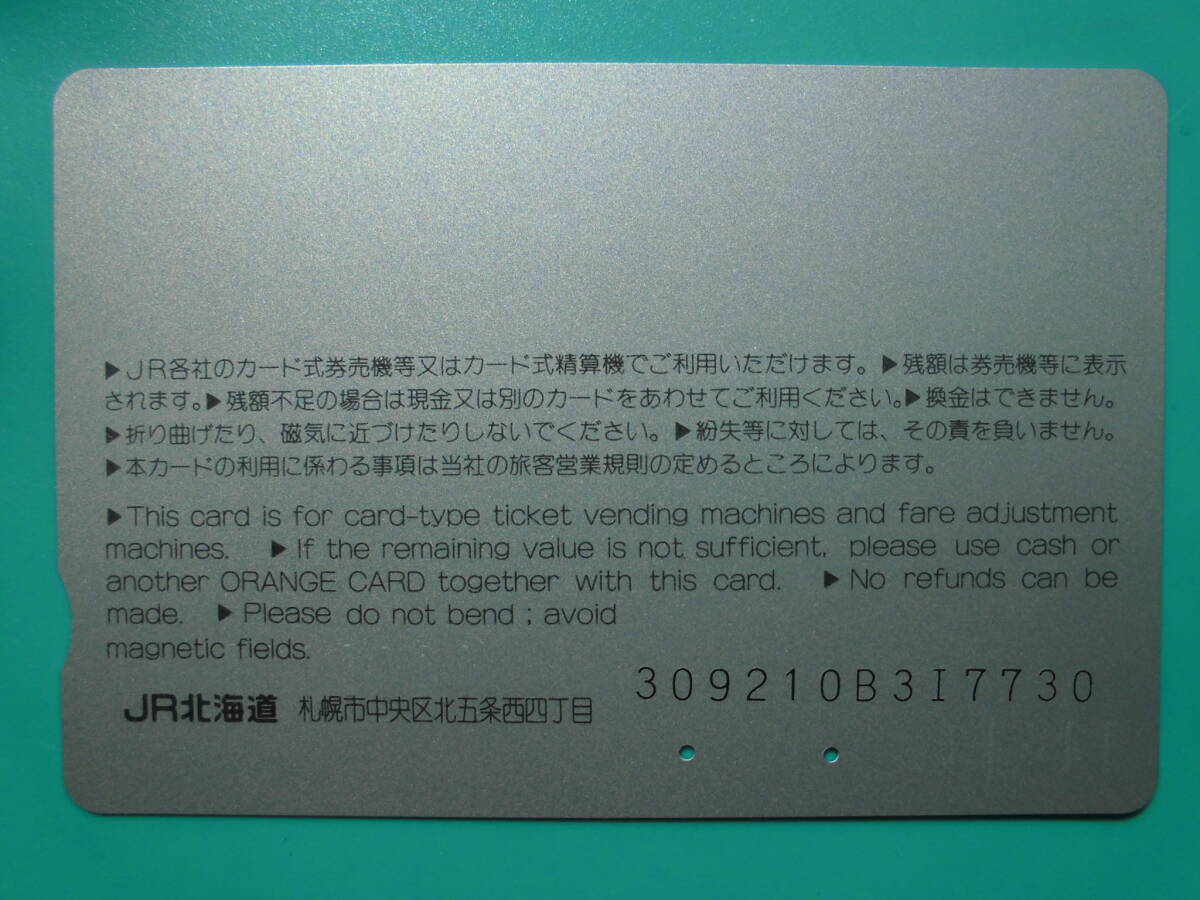 ▶JR各社のカード式券売機等又はカード式精算機でご利用いただけます。▶残額は券売機等に表示
されます。▶残額不足の場合は現金又は別のカードをあわせてご利用ください。▶換金はできません。
▶折り曲げたり、磁気に近づけたりしないでください。▶紛失等に対しては、その責を負いません。
▶本カードの利用に係わる事項は当社の旅客営業規則の定めるところによります。
▶This card is for card-type ticket vending machines and fare adjustment
machines. ▶If the remaining value is not sufficient, please use cash or
another ORANGE CARD together with this card. ▶No refunds can be
made. ▶Please do not bend ; avoid
magnetic fields.
309210B3I7730
JR北海道 札幌市中央区北五条西四丁目